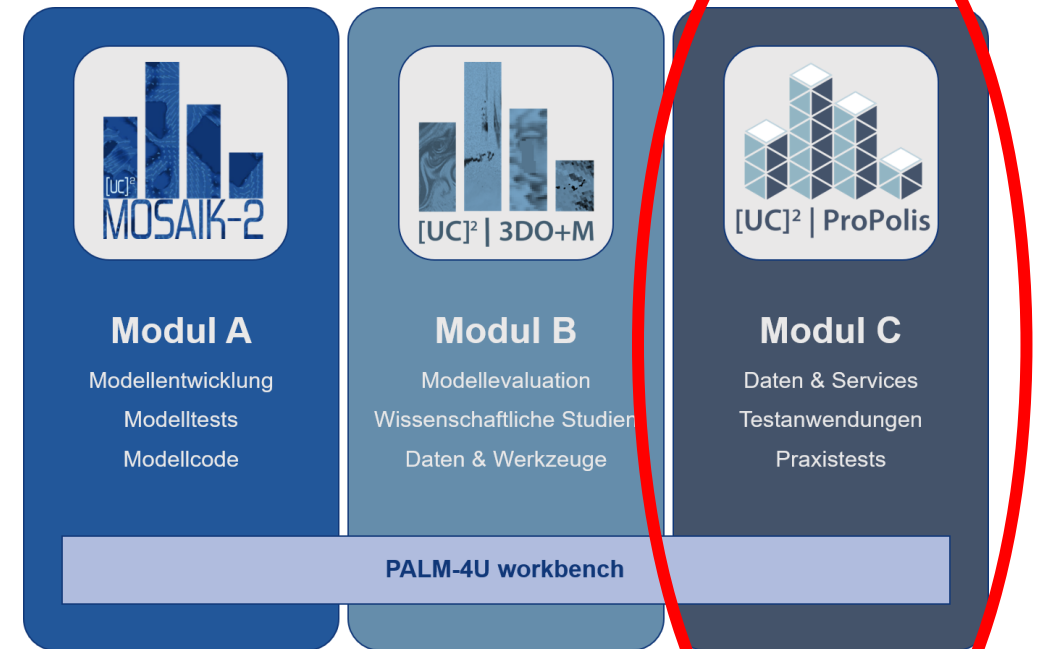 [UC]²
MOSAIK-2
Modul A
Modellentwicklung
Modelltests
Modellcode
[UC]² | 3DO+M
Modul B
Modellevaluation
Wissenschaftliche Studien
Daten & Werkzeuge
[UC]² | ProPolis
Modul C
Daten & Services
Testanwendungen
Praxistests
PALM-4U workbench